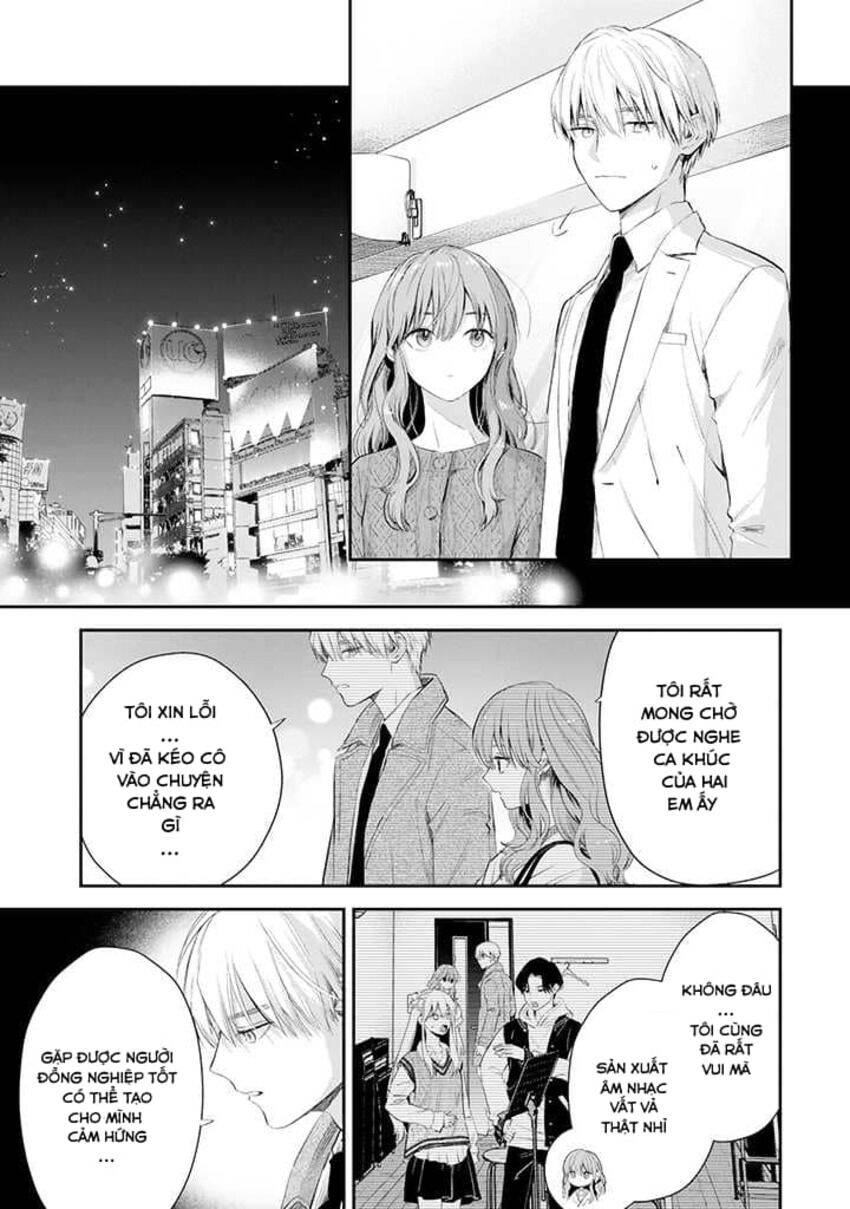 TÔI RẤT
MONG CHỜ
ĐƯỢC NGHE
CA KHÚC
CỦA HAI
EM ẤY
TÔI XIN LỖI
...
VÌ ĐÃ KÉO CÔ
VÀO CHUYỆN
CHẲNG RA
GÌ
...
KHÔNG ĐÂU
...
TÔI CŨNG
ĐÃ RẤT
VUI MÀ
SẢN XUẤT
ÂM NHẠC
VẤT VẢ
THẬT NHỈ
GẶP ĐƯỢC NGƯỜI
ĐỒNG NGHIỆP TỐT
CÓ THỂ TẠO
CHO MÌNH
CẢM HỨNG
...